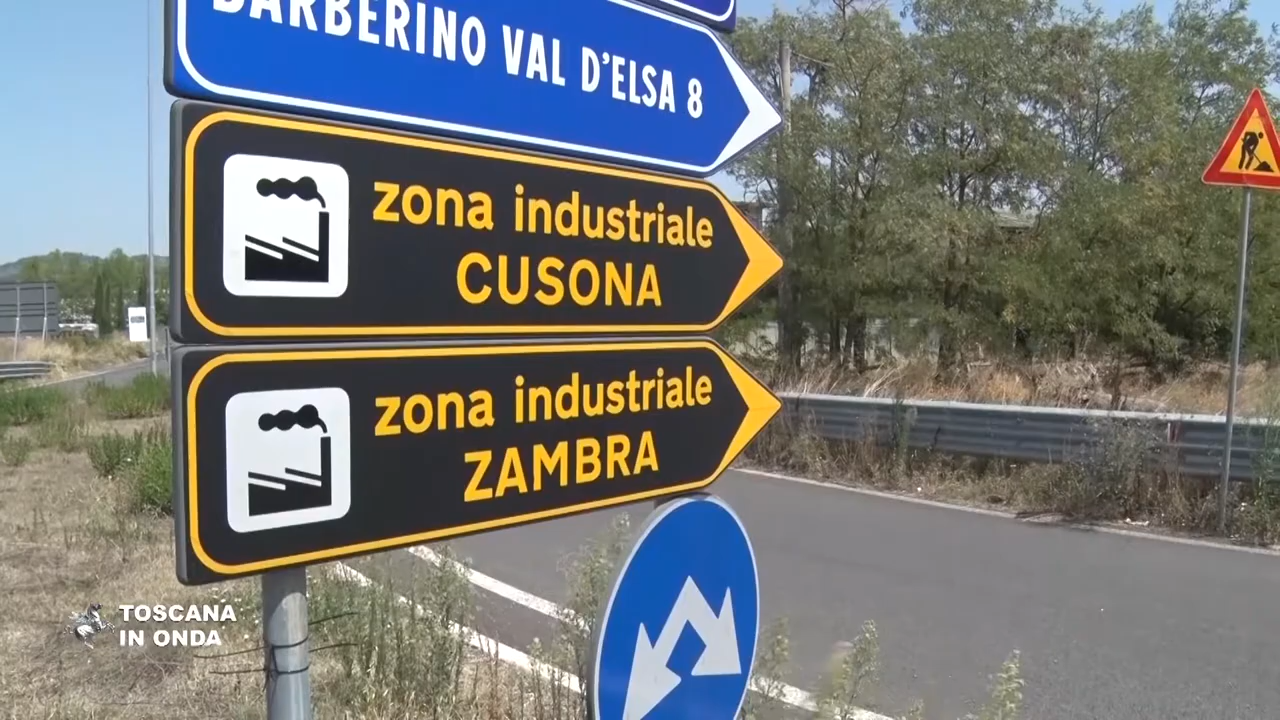 BARBERINO VAL D'ELSA 8
zona industriale
CUSONA
zona industriale
ZAMBRA
TOSCANA
IN ONDA